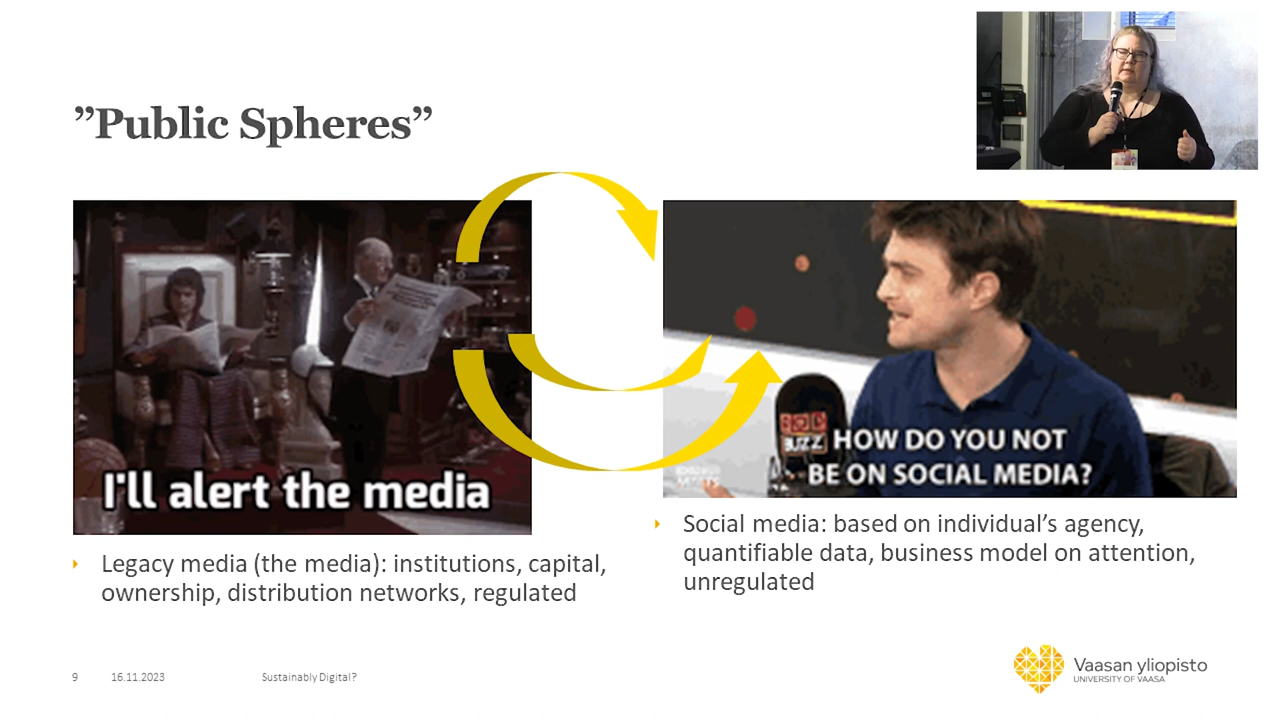 ”Public Spheres”
I'll alert the media
BUZZ
HOW DO YOU NOT
BE ON SOCIAL MEDIA?
Legacy media (the media): institutions, capital,
ownership, distribution networks, regulated
Social media: based on individual’s agency,
quantifiable data, business model on attention,
unregulated
9
16.11.2023
Sustainably Digital?
Vaasan yliopisto
UNIVERSITY OF VAASA